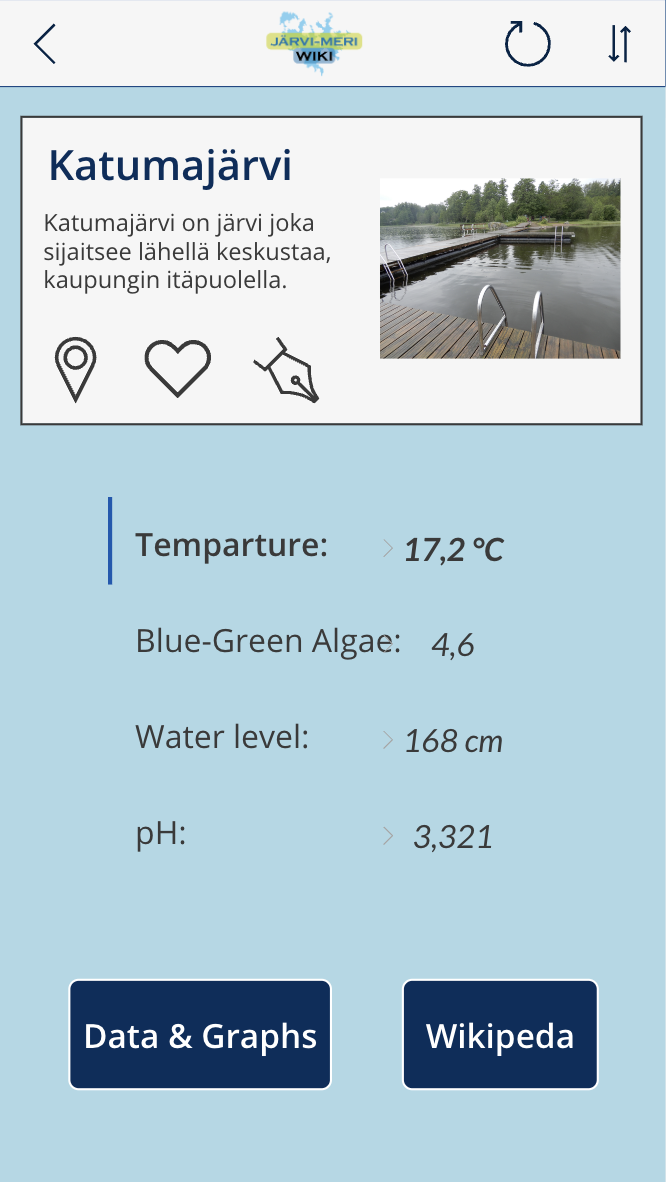 JÄRVI-MERI
WIKI
Katumajärvi
Katumajärvi on järvi joka
sijaitsee lähellä keskustaa,
kaupungin itäpuolella.
Temparture: 17,2 °C
Blue-Green Algae: 4,6
Water level: 168 cm
pH: 3,321
Data & Graphs
Wikipeda